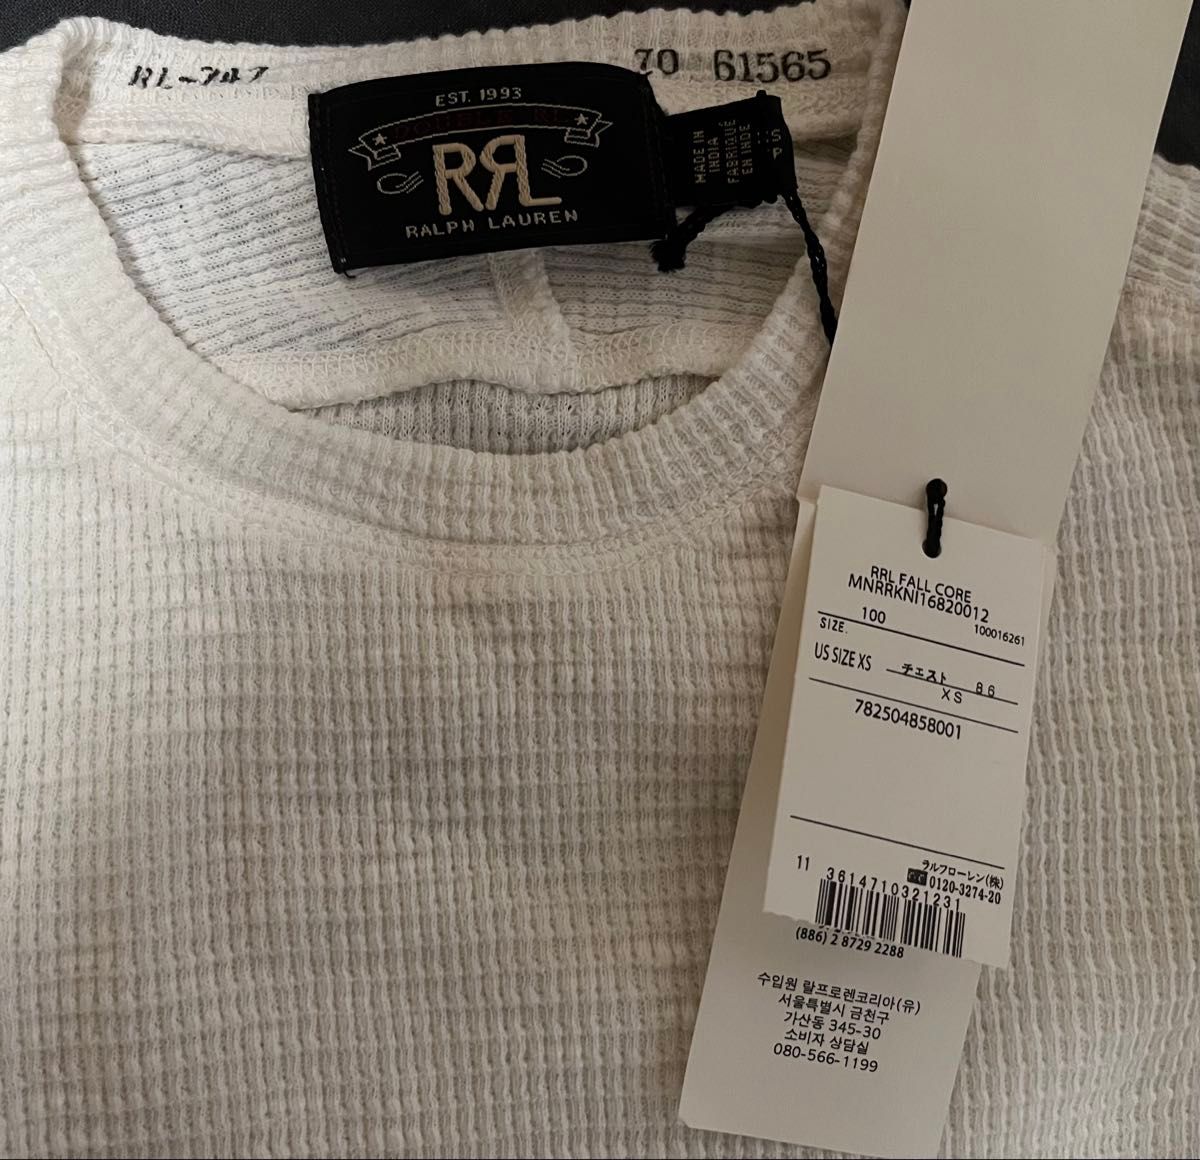 RL-747
70 61565
EST. 1993
DOUBLE RL
RRL
RALPH LAUREN
MADE IN
INDIA
FABRIQUÉ
EN INDE
S
P
RRL FALL CORE
MNRRKNI16820012
100
100016261
SIZE.
US SIZE XS
チェスト 86
XS
782504858001
11
ラルフローレン(株)
0120-3274-20
3614710321231
(886) 2 8729 2288
수입원 랄프로렌코리아(유)
서울특별시 금천구
가산동 345-30
소비자 상담실
080-566-1199